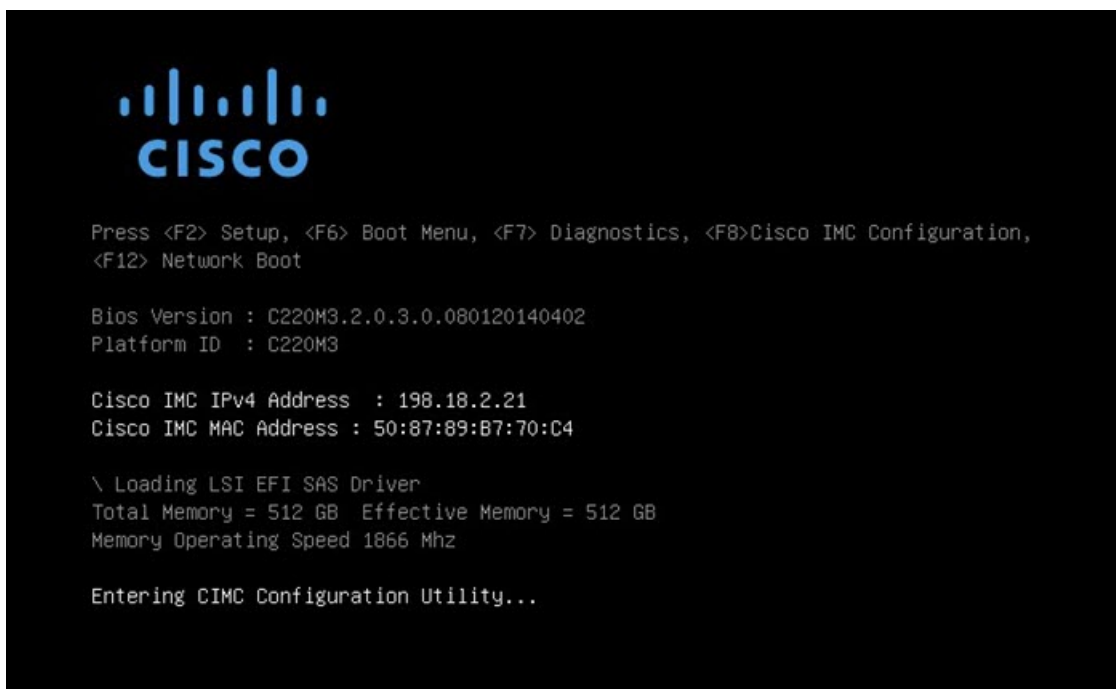 CISCO
Press <F2> Setup, <F6> Boot Menu, <F7> Diagnostics, <F8>Cisco IMC Configuration,
<F12> Network Boot
Bios Version : C220M3.2.0.3.0.080120140402
Platform ID  : C220M3
Cisco IMC IPv4 Address  : 198.18.2.21
Cisco IMC MAC Address : 50:87:89:B7:70:C4
\ Loading LSI EFI SAS Driver
Total Memory = 512 GB  Effective Memory = 512 GB
Memory Operating Speed 1866 Mhz
Entering CIMC Configuration Utility...